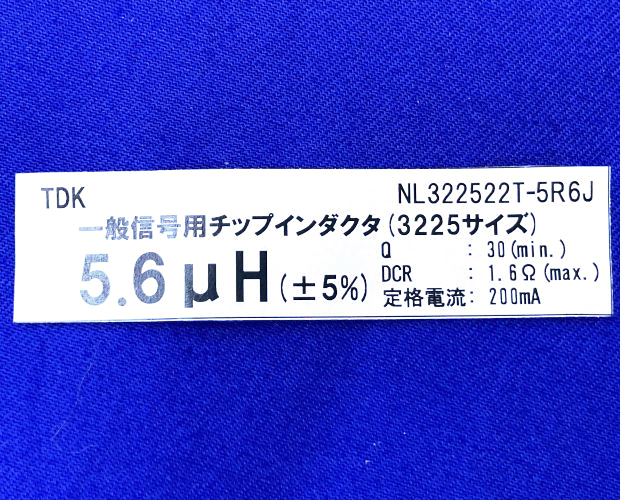 TDK NL322522T-5R6J
一般信号用チップインダクタ(3225サイズ)
5.6μH(±5%)
Q : 30(min.)
DCR : 1.6Ω(max.)
定格電流: 200mA